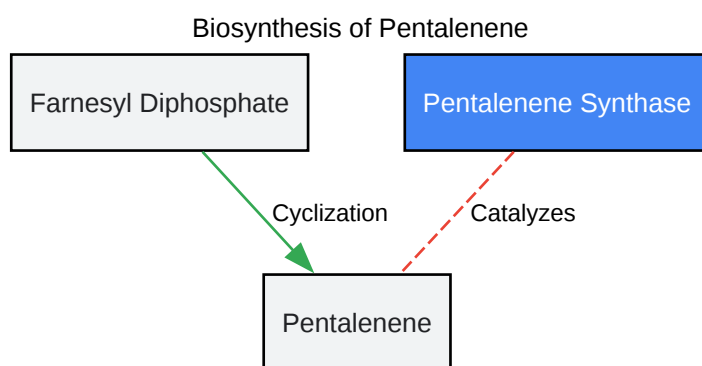 Biosynthesis of Pentalenene
Farnesyl Diphosphate
Pentalenene Synthase
Cyclization
Catalyzes
Pentalenene